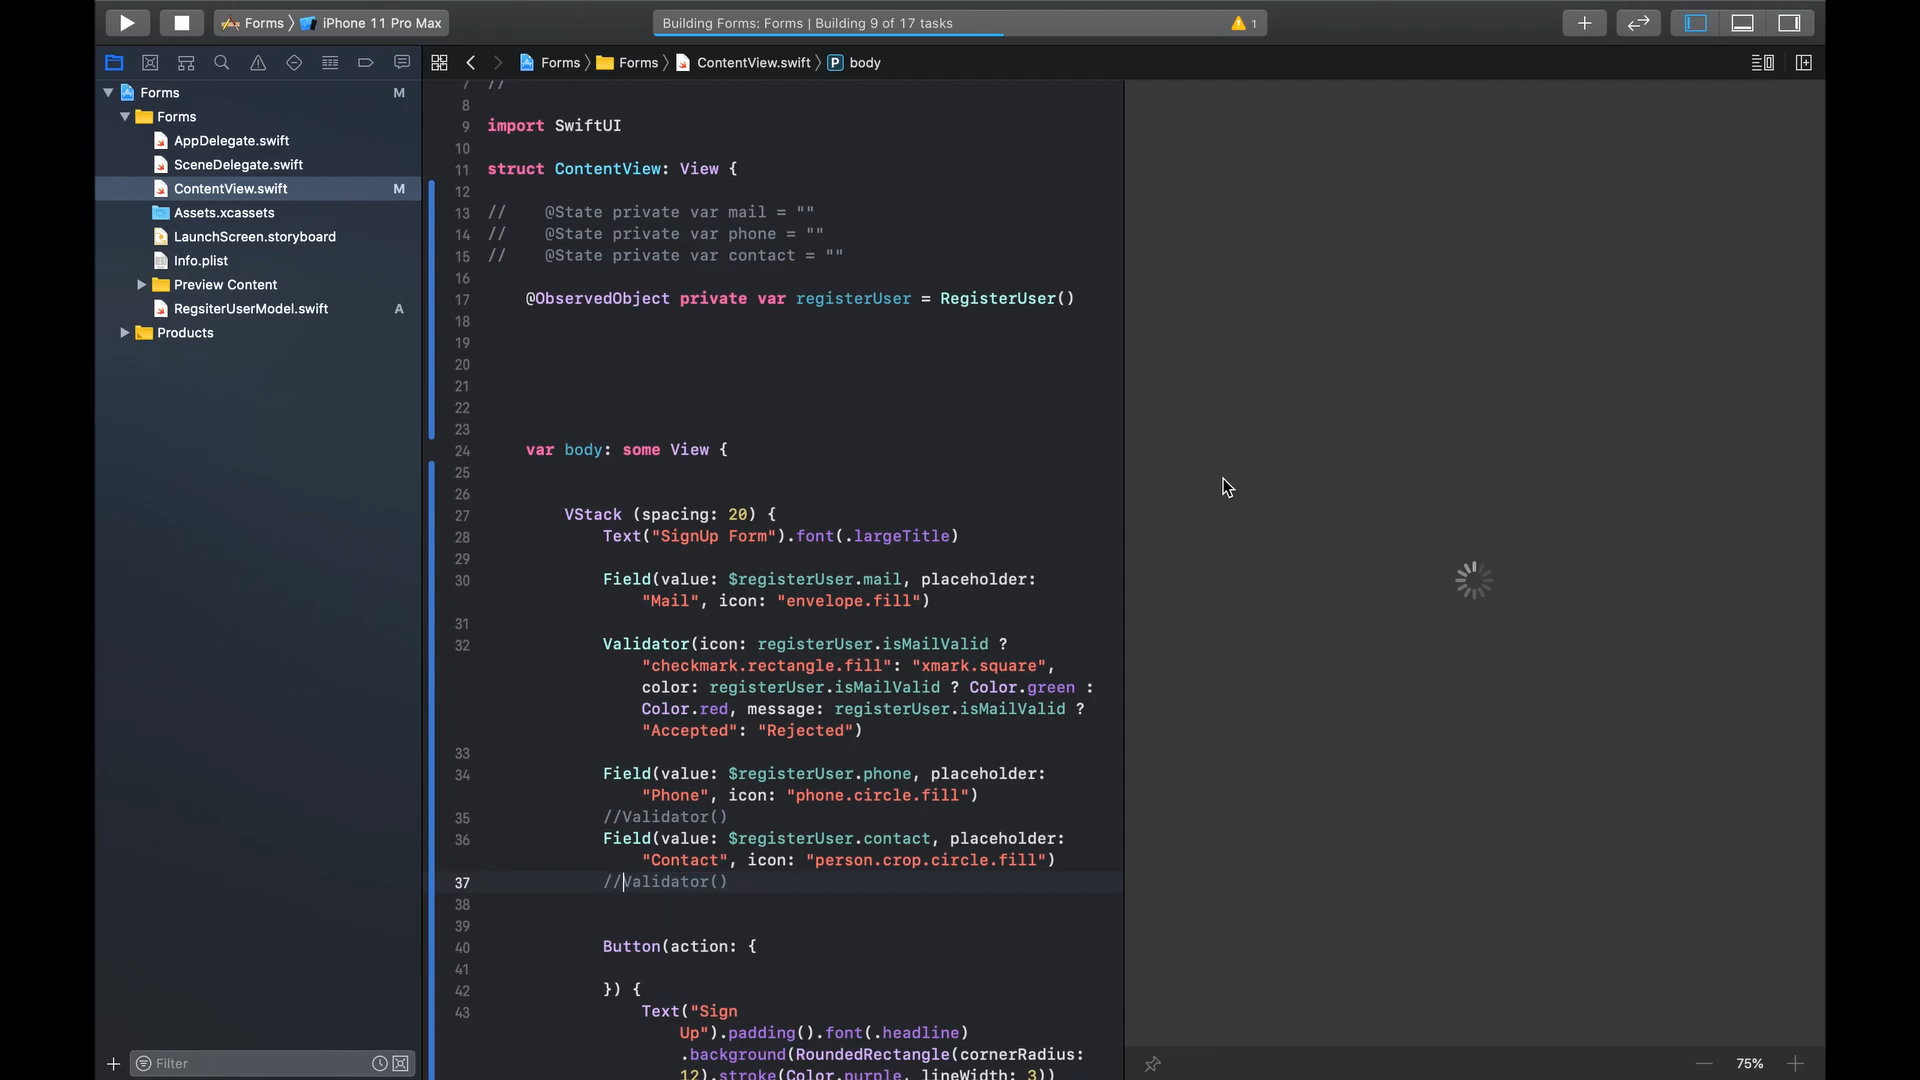 Forms > iPhone 11 Pro Max
Building Forms: Forms | Building 9 of 17 tasks
1
Forms > Forms > ContentView.swift > P body
Forms M
Forms
AppDelegate.swift
SceneDelegate.swift
ContentView.swift M
Assets.xcassets
LaunchScreen.storyboard
Info.plist
Preview Content
RegsiterUserModel.swift A
Products
Filter
7 //
8
9 import SwiftUI
10
11 struct ContentView: View {
12
13 // @State private var mail = ""
14 // @State private var phone = ""
15 // @State private var contact = ""
16
17 @ObservedObject private var registerUser = RegisterUser()
18
19
20
21
22
23
24 var body: some View {
25
26
27 VStack (spacing: 20) {
28 Text("SignUp Form").font(.largeTitle)
29
30 Field(value: $registerUser.mail, placeholder:
"Mail", icon: "envelope.fill")
31
32 Validator(icon: registerUser.isMailValid ?
"checkmark.rectangle.fill": "xmark.square",
color: registerUser.isMailValid ? Color.green :
Color.red, message: registerUser.isMailValid ?
"Accepted": "Rejected")
33
34 Field(value: $registerUser.phone, placeholder:
"Phone", icon: "phone.circle.fill")
35 //Validator()
36 Field(value: $registerUser.contact, placeholder:
"Contact", icon: "person.crop.circle.fill")
37 //Validator()
38
39
40 Button(action: {
41
42 }) {
43 Text("Sign
Up").padding().font(.headline)
.background(RoundedRectangle(cornerRadius:
12).stroke(Color.purple, lineWidth: 3))
75%